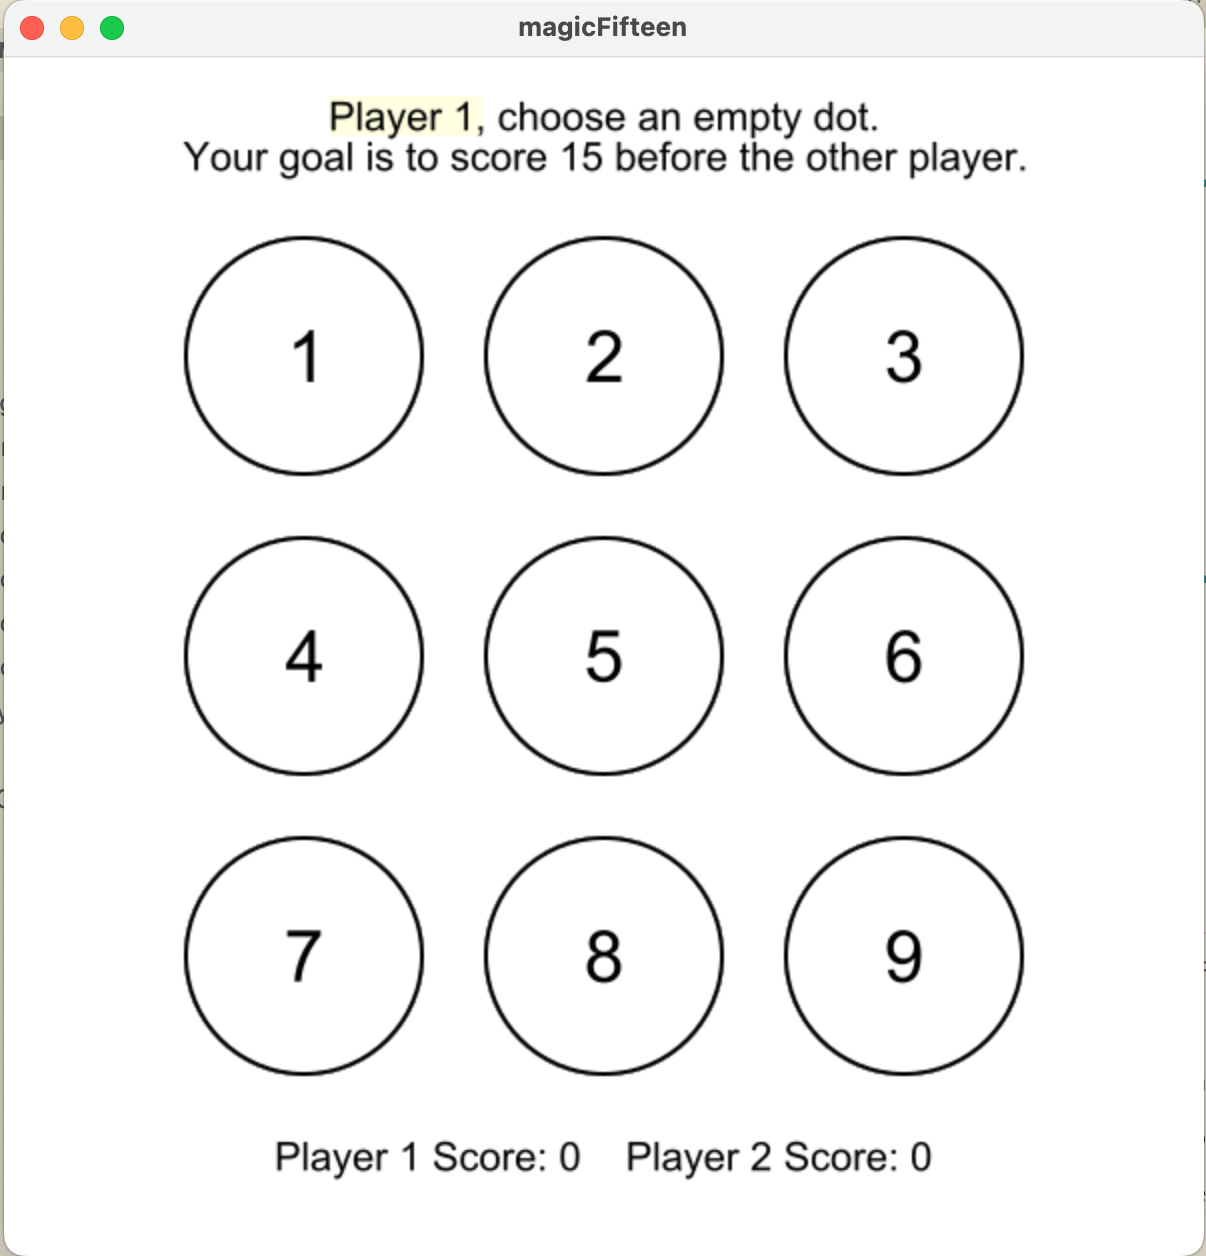 magicFifteen
Player 1, choose an empty dot.
Your goal is to score 15 before the other player.
1 2 3
4 5 6
7 8 9
Player 1 Score: 0 Player 2 Score: 0